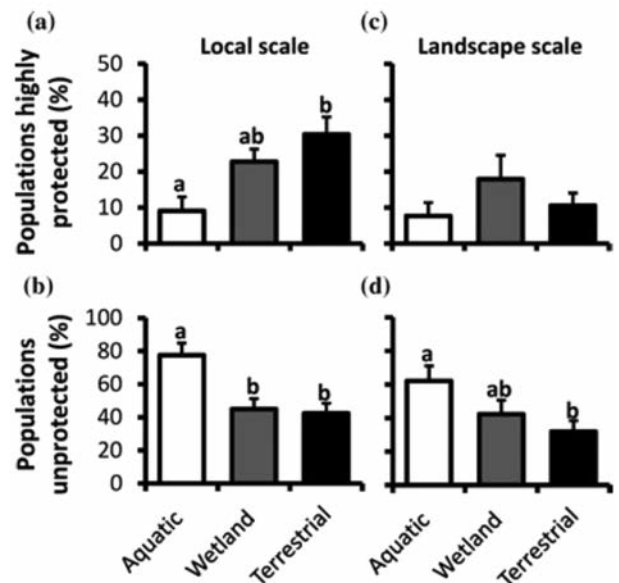 (a)
(c)
Local scale
Landscape scale
Populations highly
protected (%)
50
40
30
20
10
0
a
ab
b
(b)
(d)
Populations
unprotected (%)
100
80
60
40
20
0
a
b
b
a
ab
b
Aquatic
Wetland
Terrestrial
Aquatic
Wetland
Terrestrial